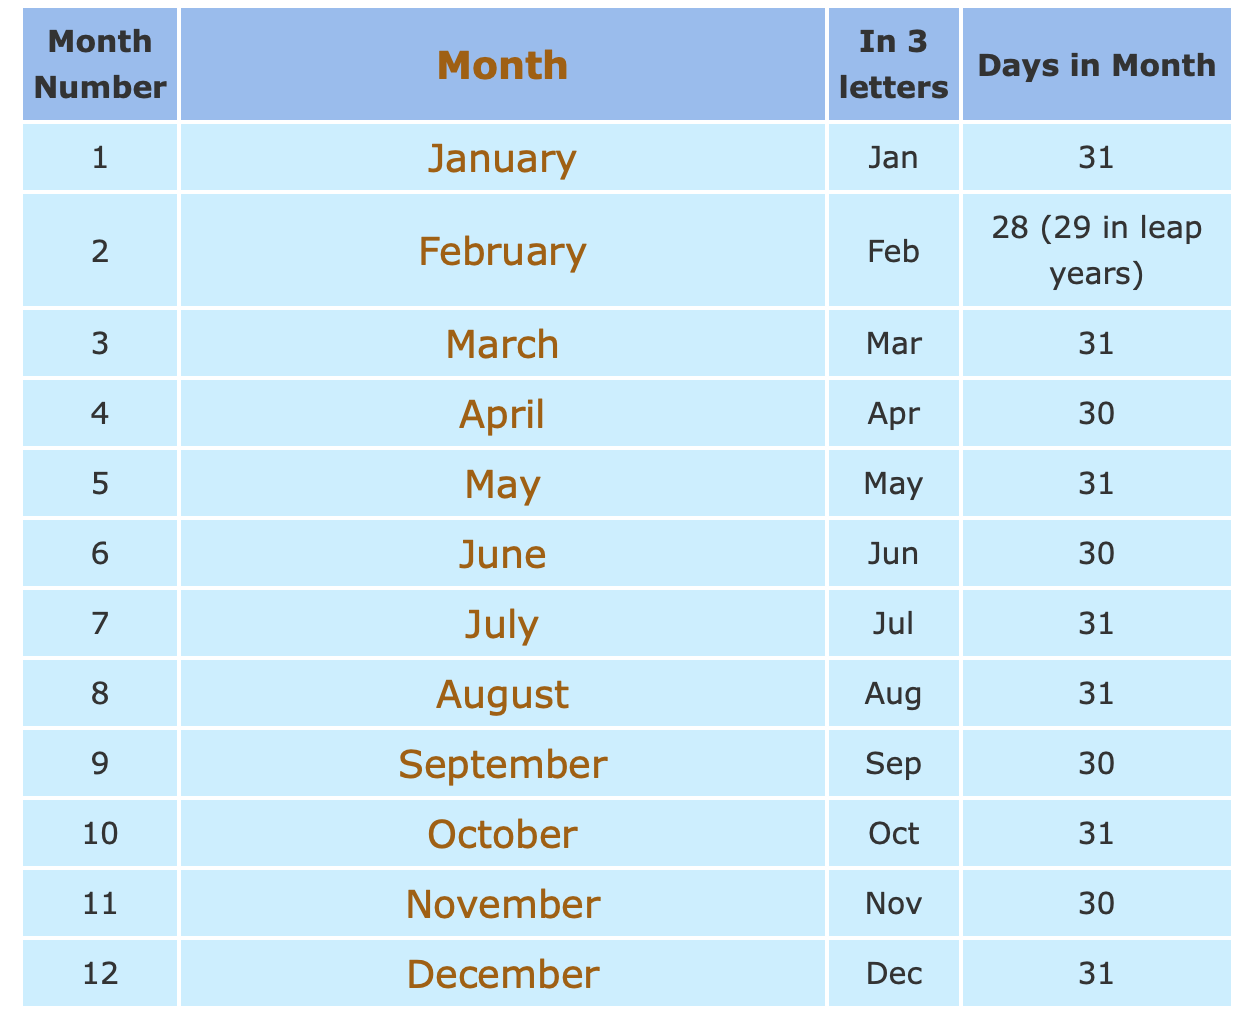 Month Number	Month	In 3 letters	Days in Month
1	January	Jan	31
2	February	Feb	28 (29 in leap years)
3	March	Mar	31
4	April	Apr	30
5	May	May	31
6	June	Jun	30
7	July	Jul	31
8	August	Aug	31
9	September	Sep	30
10	October	Oct	31
11	November	Nov	30
12	December	Dec	31